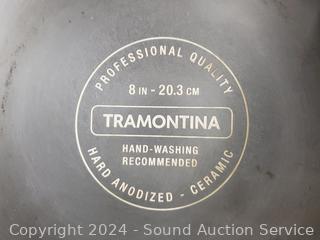 PROFESSIONAL QUALITY
8 IN - 20.3 CM
TRAMONTINA
HAND-WASHING
RECOMMENDED
HARD ANODIZED - CERAMIC
Copyright 2024 - Sound Auction Service